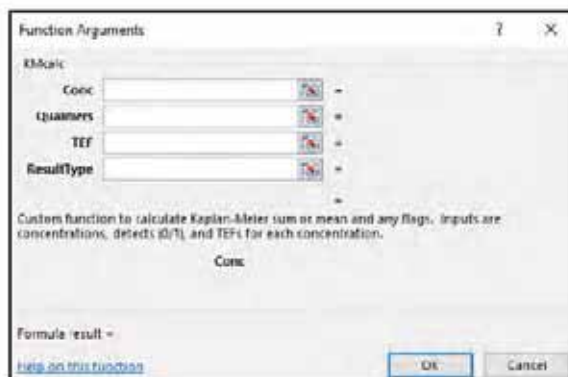 Function Arguments ? X
KMcalc
Conc =
Qualifiers =
TEF =
ResultType =
=
Custom function to calculate Kaplan-Meier sum or mean and any flags. Inputs are
concentrations, detects (0/1), and TEFs for each concentration.
Conc
Formula result =
Help on this function
OK Cancel